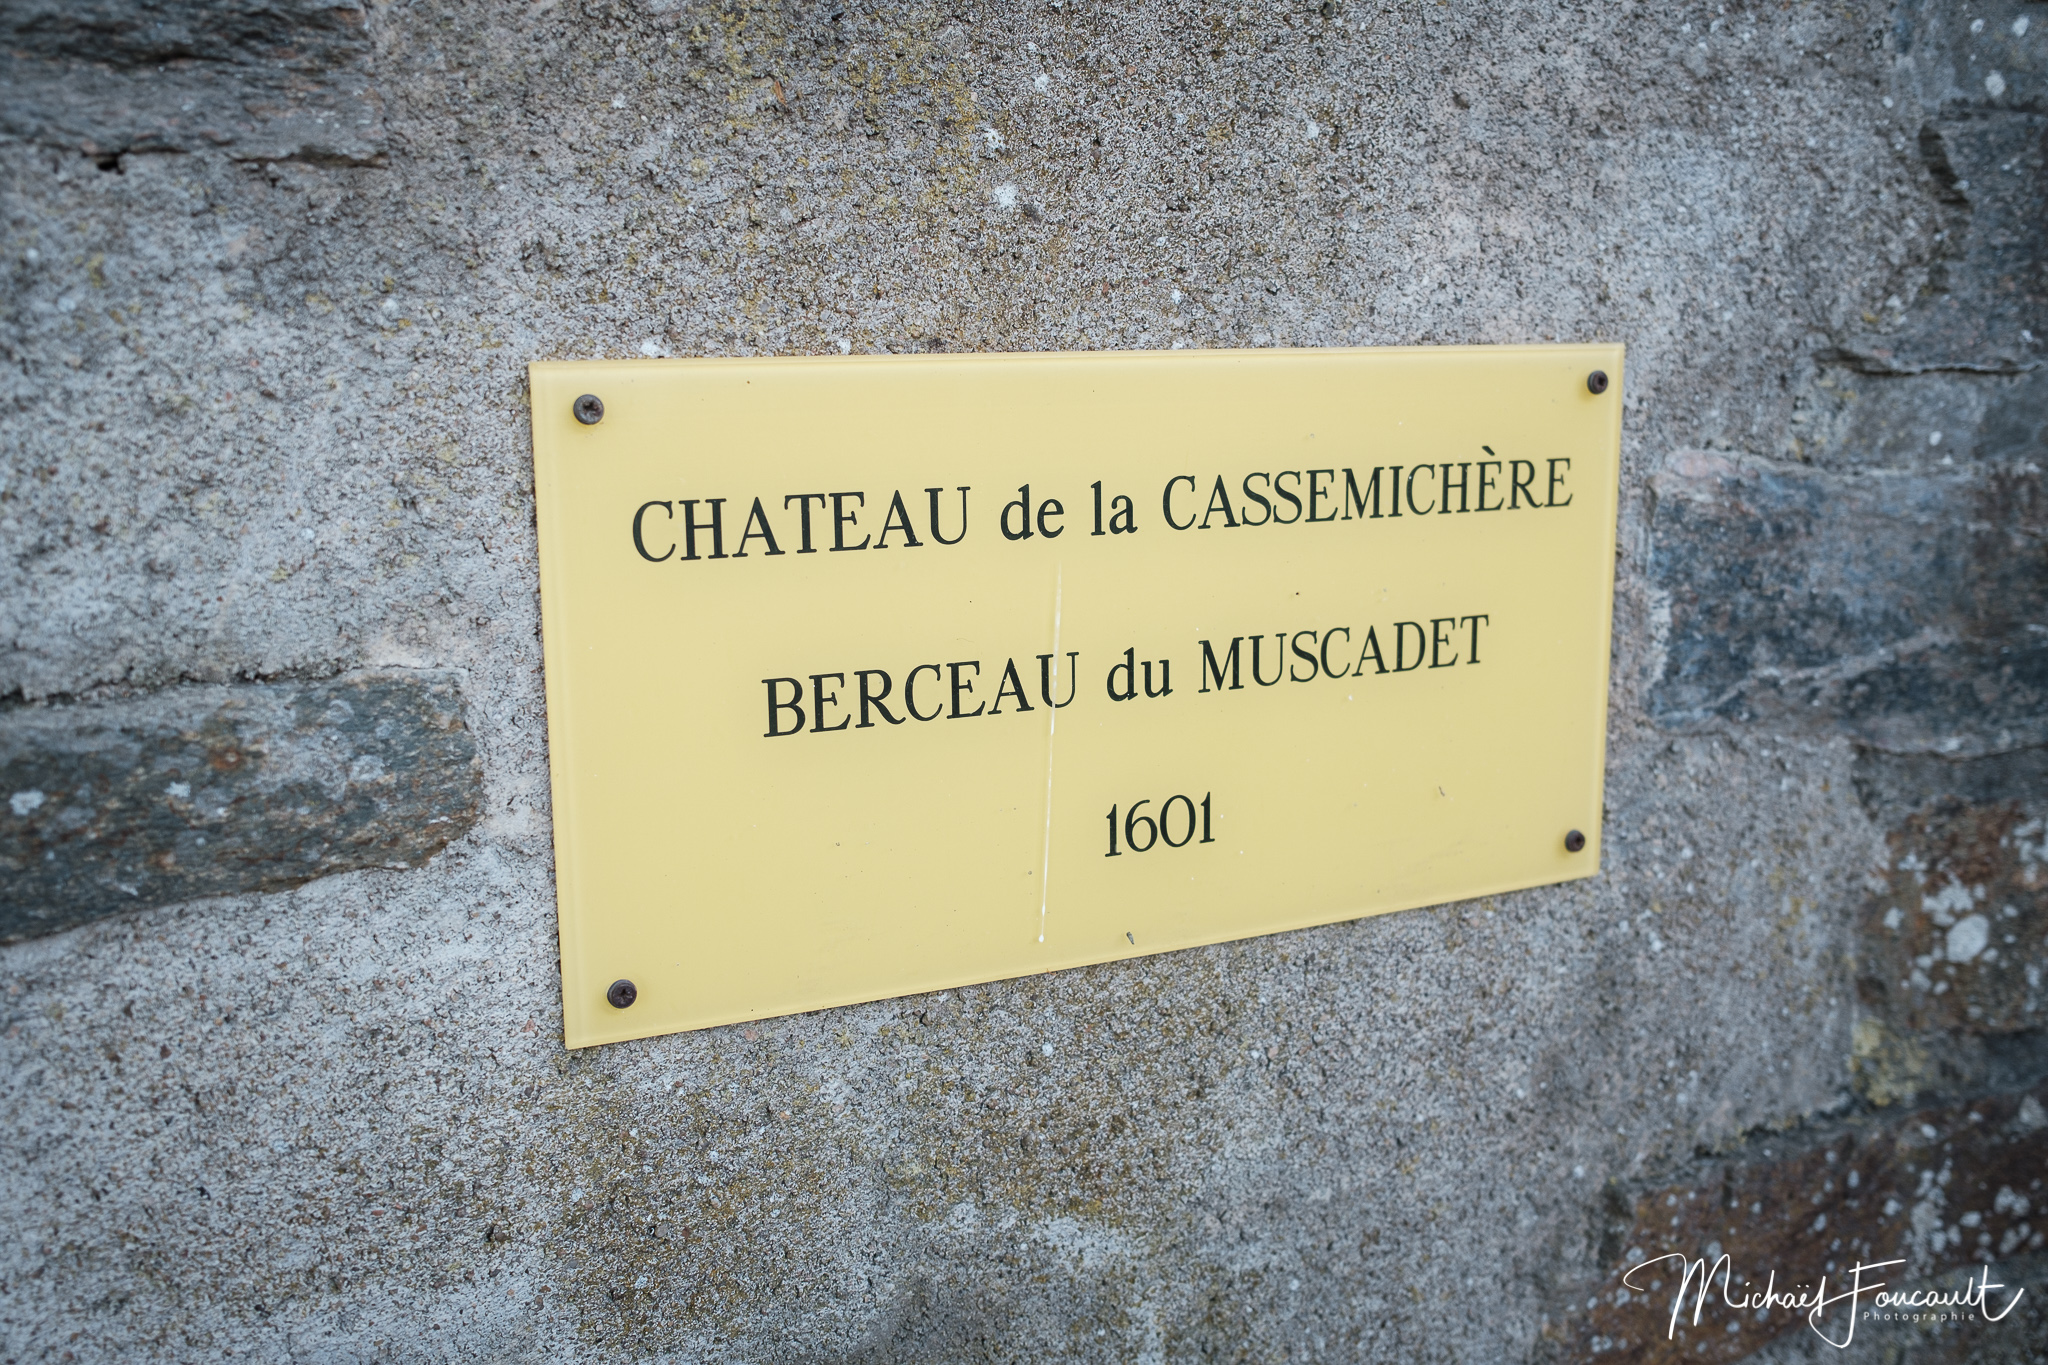 CHATEAU de la CASSEMICHÈRE
BERCEAU du MUSCADET
1601
Michaël Foucault
Photographie